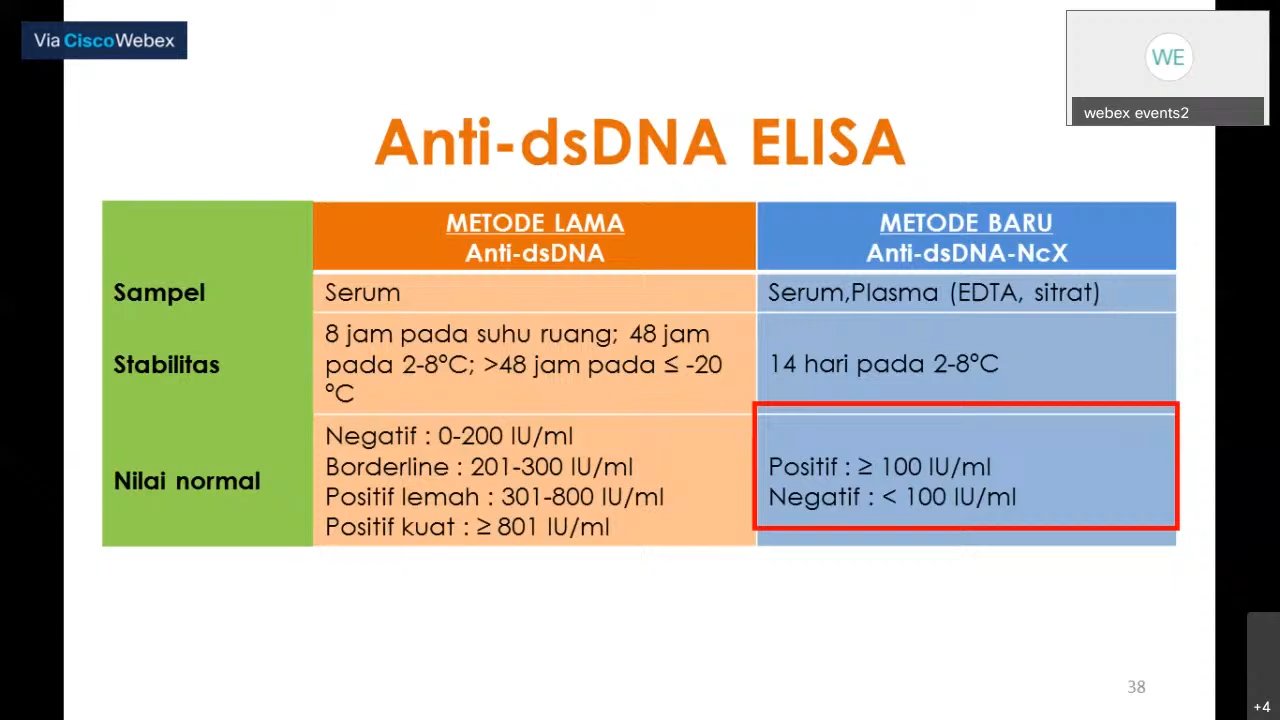 Via CiscoWebex
WE
webex events2
Anti-dsDNA ELISA
METODE LAMA
Anti-dsDNA
METODE BARU
Anti-dsDNA-NcX
Sampel
Serum
Serum,Plasma (EDTA, sitrat)
Stabilitas
8 jam pada suhu ruang; 48 jam
pada 2-8°C; >48 jam pada ≤ -20
°C
14 hari pada 2-8°C
Nilai normal
Negatif : 0-200 IU/ml
Borderline : 201-300 IU/ml
Positif lemah : 301-800 IU/ml
Positif kuat : ≥ 801 IU/ml
Positif : ≥ 100 IU/ml
Negatif : < 100 IU/ml
38
+4